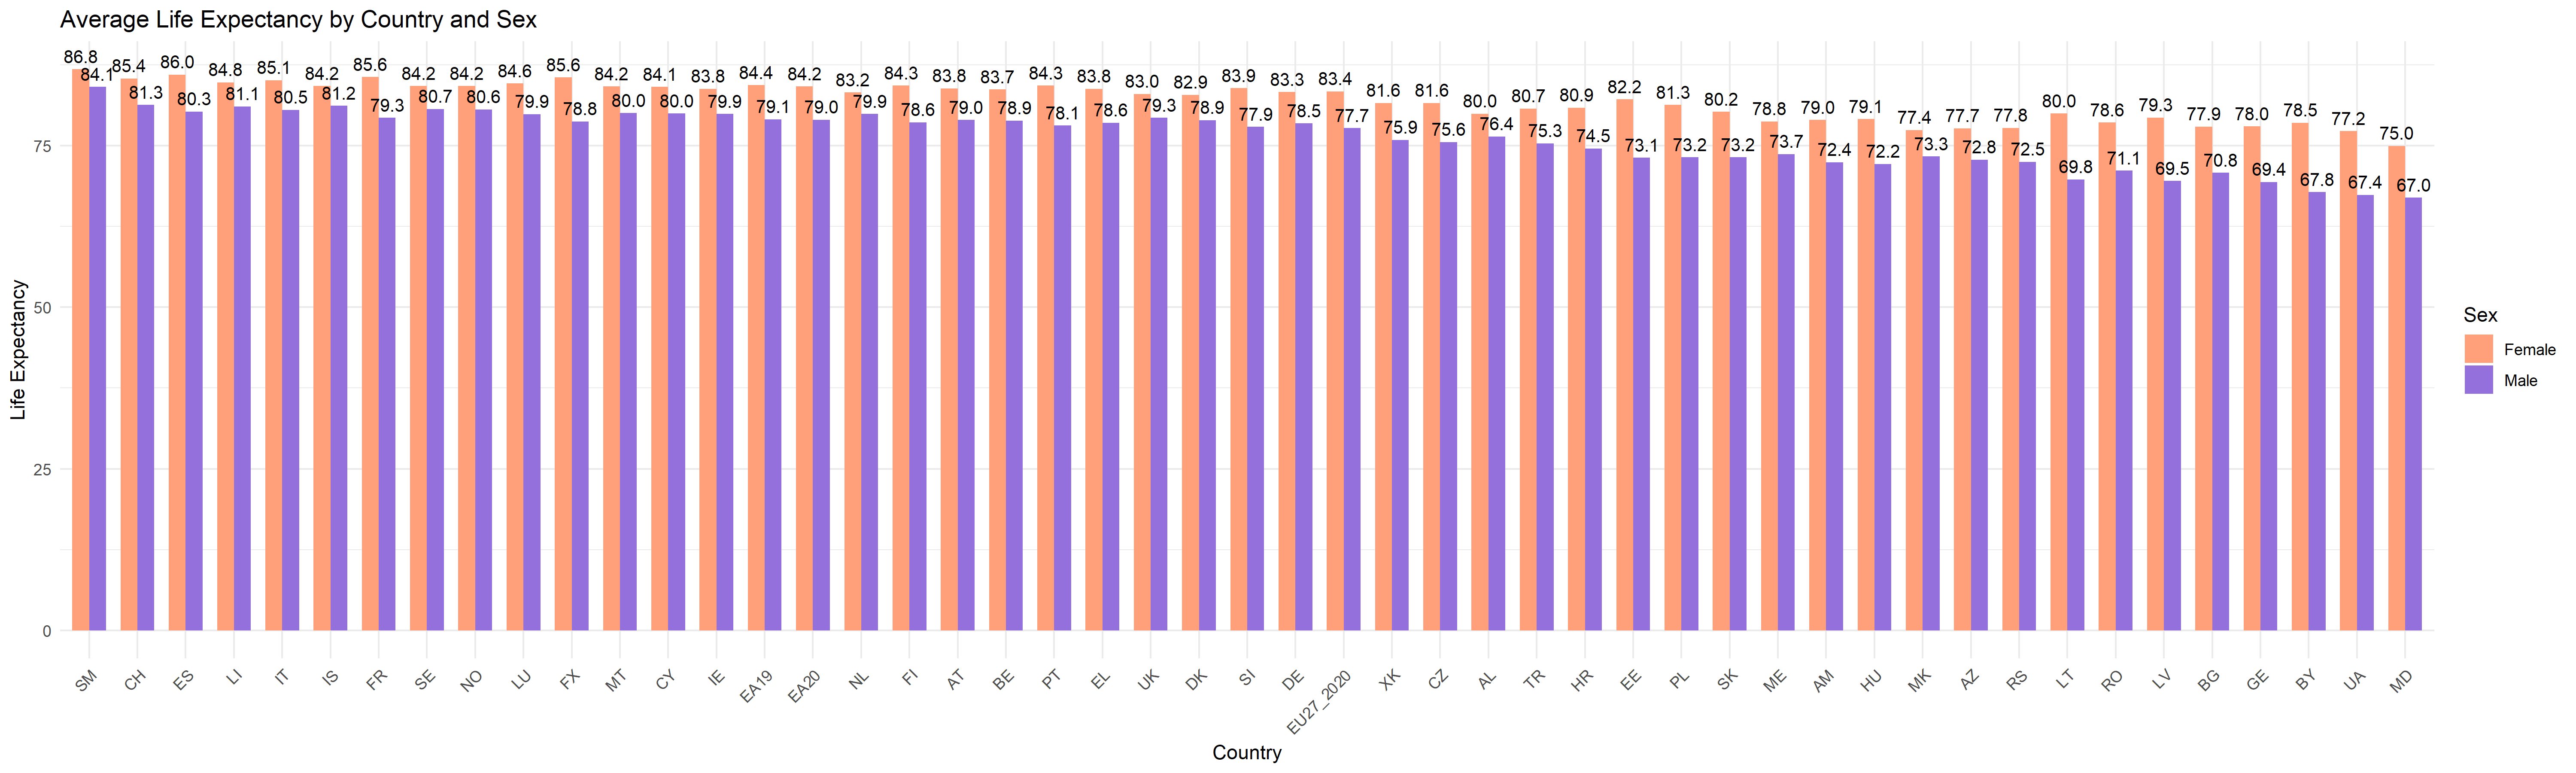 Average Life Expectancy by Country and Sex
86.8 84.1 85.4 81.3 86.0 80.3 84.8 81.1 85.1 80.5 84.2 81.2 85.6 79.3 84.2 80.7 84.2 80.6 84.6 79.9 85.6 78.8 84.2 80.0 84.1 80.0 83.8 79.9 84.4 79.1 84.2 79.0 83.2 79.9 84.3 78.6 83.8 79.0 83.7 78.9 84.3 78.1 83.8 78.6 83.0 79.3 82.9 78.9 83.9 77.9 83.3 78.5 83.4 77.7 81.6 75.9 81.6 75.6 80.0 76.4 80.7 75.3 80.9 74.5 82.2 73.1 81.3 73.2 80.2 73.2 78.8 73.7 79.0 72.4 79.1 72.2 77.4 73.3 77.7 72.8 77.8 72.5 80.0 69.8 78.6 71.1 79.3 69.5 77.9 70.8 78.0 69.4 78.5 67.8 77.2 67.4 75.0 67.0
75
50
25
0
Life Expectancy
SM CH ES LI IT IS FR SE NO LU FX MT CY IE EA19 EA20 NL FI AT BE PT EL UK DK SI DE EU27_2020 XK CZ AL TR HR EE PL SK ME AM HU MK AZ RS LT RO LV BG GE BY UA MD
Country
Sex
Female
Male